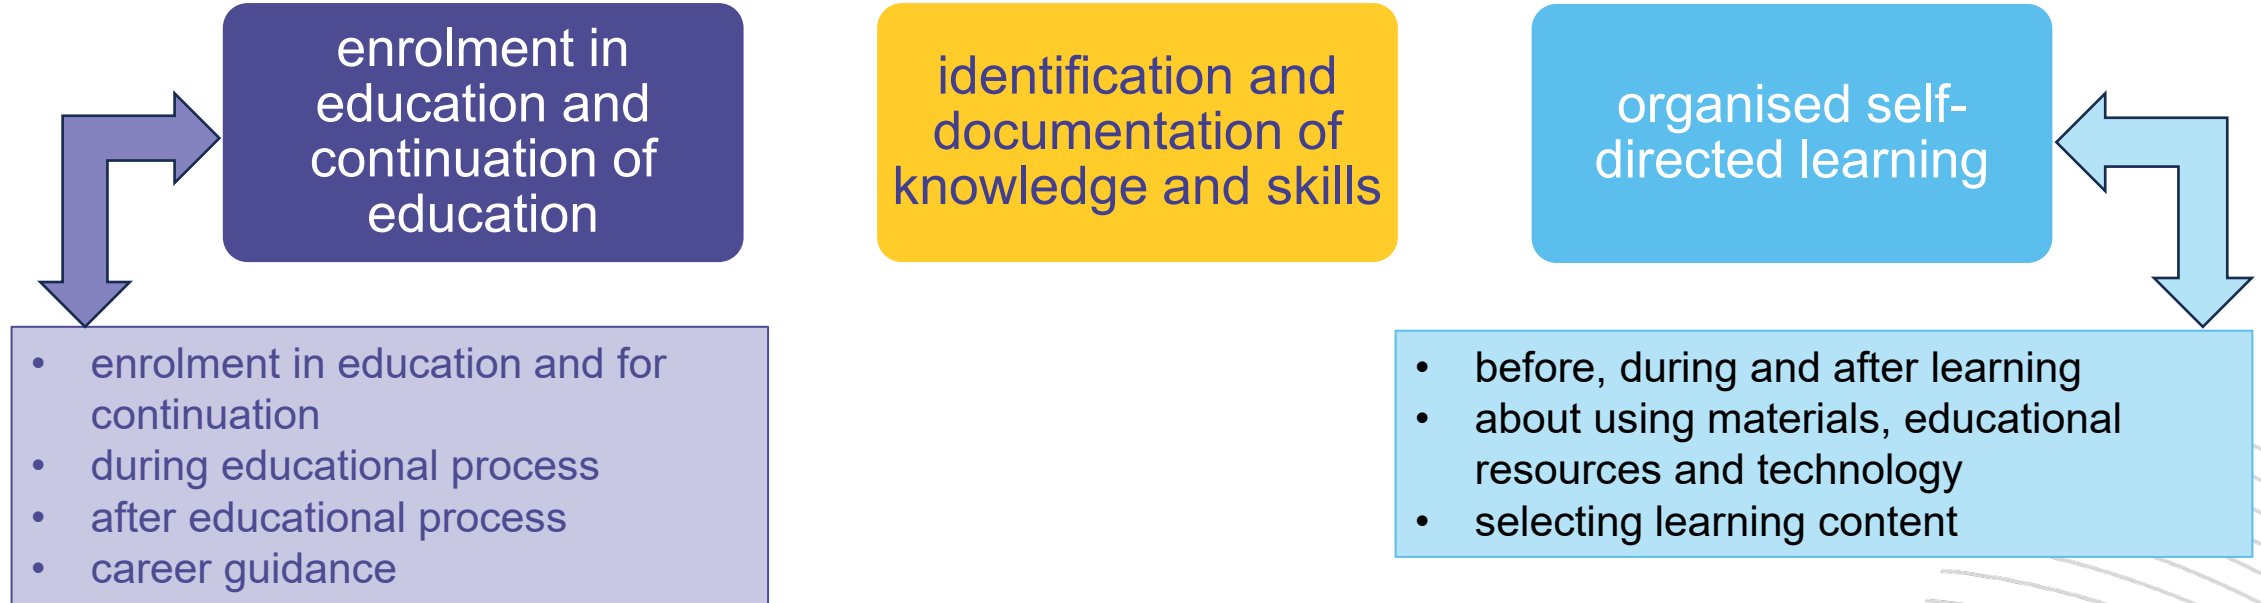 enrolment in
education and
continuation of
education
identification and
documentation of
knowledge and skills
organised self-
directed learning
• enrolment in education and for
continuation
• during educational process
• after educational process
• career guidance
• before, during and after learning
• about using materials, educational
resources and technology
• selecting learning content